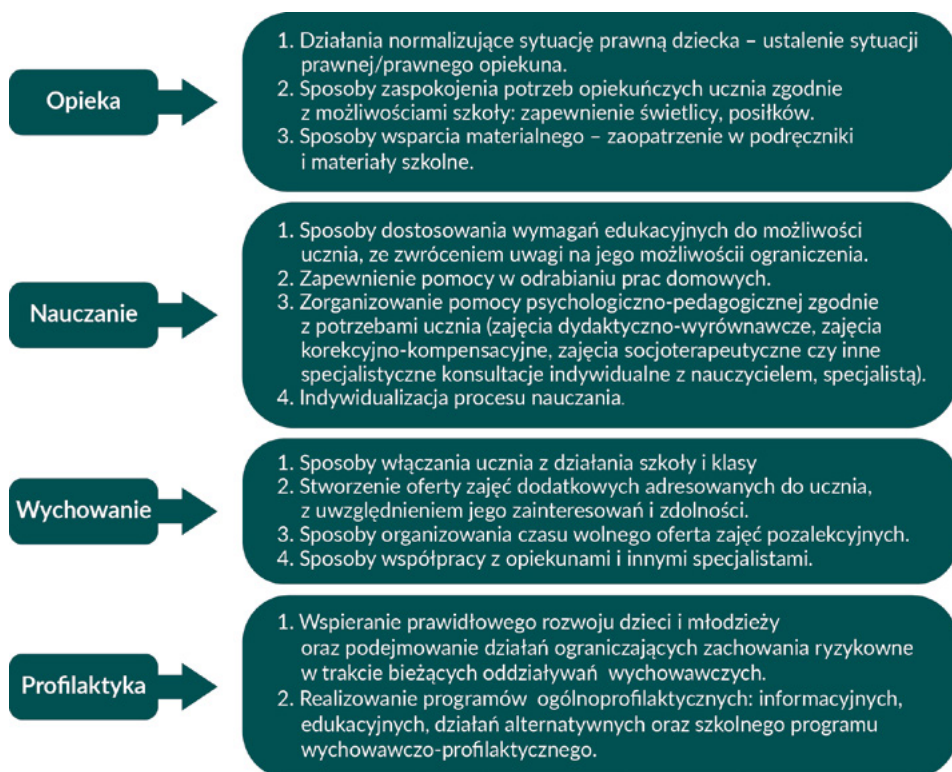 Opieka
1. Działania normalizujące sytuację prawną dziecka – ustalenie sytuacji
prawnej/prawnego opiekuna.
2. Sposoby zaspokojenia potrzeb opiekuńczych ucznia zgodnie
z możliwościami szkoły: zapewnienie świetlicy, posiłków.
3. Sposoby wsparcia materialnego – zaopatrzenie w podręczniki
i materiały szkolne.
Nauczanie
1. Sposoby dostosowania wymagań edukacyjnych do możliwości
ucznia, ze zwróceniem uwagi na jego możliwościi ograniczenia.
2. Zapewnienie pomocy w odrabianiu prac domowych.
3. Zorganizowanie pomocy psychologiczno-pedagogicznej zgodnie
z potrzebami ucznia (zajęcia dydaktyczno-wyrównawcze, zajęcia
korekcyjno-kompensacyjne, zajęcia socjoterapeutyczne czy inne
specjalistyczne konsultacje indywidualne z nauczycielem, specjalistą).
4. Indywidualizacja procesu nauczania.
Wychowanie
1. Sposoby włączania ucznia z działania szkoły i klasy
2. Stworzenie oferty zajęć dodatkowych adresowanych do ucznia,
z uwzględnieniem jego zainteresowań i zdolności.
3. Sposoby organizowania czasu wolnego oferta zajęć pozalekcyjnych.
4. Sposoby współpracy z opiekunami i innymi specjalistami.
Profilaktyka
1. Wspieranie prawidłowego rozwoju dzieci i młodzieży
oraz podejmowanie działań ograniczających zachowania ryzykowne
w trakcie bieżących oddziaływań wychowawczych.
2. Realizowanie programów ogólnoprofilaktycznych: informacyjnych,
edukacyjnych, działań alternatywnych oraz szkolnego programu
wychowawczo-profilaktycznego.